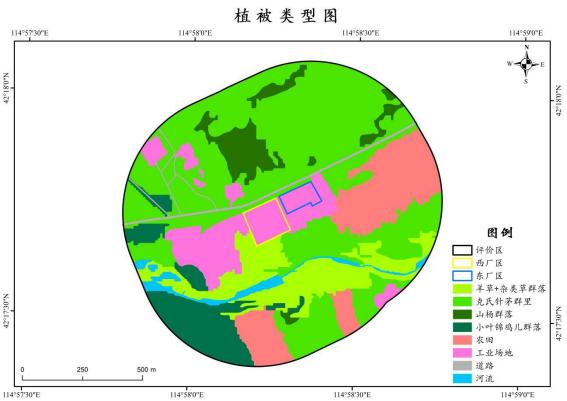 植被类型图
114°57'30"E 114°58'0"E 114°58'30"E 114°59'0"E
N
W E
S
42°18'0"N 42°18'0"N
图例
评价区
西厂区
东厂区
羊草+杂类草群落
克氏针茅群里
山杨群落
小叶锦鸡儿群落
农田
工业场地
道路
河流
42°17'30"N 42°17'30"N
0 250 500 m
114°57'30"E 114°58'0"E 114°58'30"E 114°59'0"E